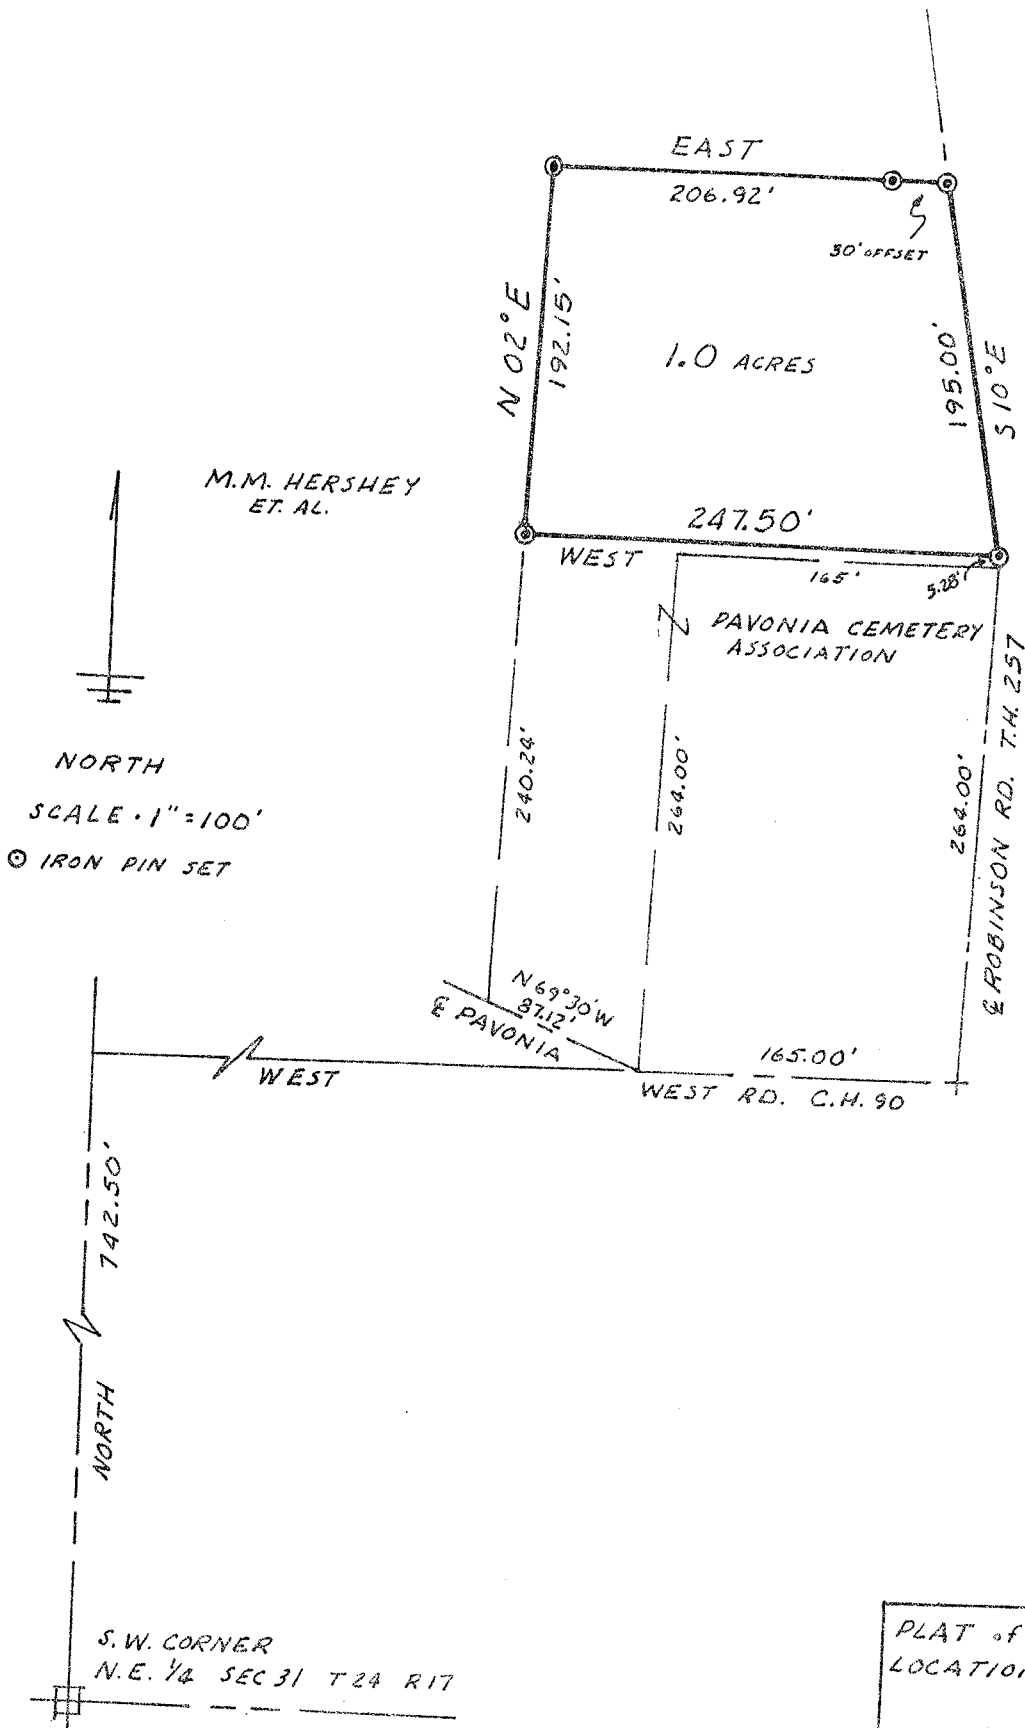 EAST
206.92'
30' OFFSET
N 02° E
192.15'
1.0 ACRES
195.00'
S 10° E
M.M. HERSHEY
ET. AL.
247.50'
WEST
165'
5.28'
PAVONIA CEMETERY
ASSOCIATION
240.24'
264.00'
264.00'
℄ ROBINSON RD. T.H. 257
NORTH
SCALE · 1" = 100'
IRON PIN SET
N 69° 30' W
87.12'
℄ PAVONIA
WEST
165.00'
WEST RD. C.H. 90
742.50'
NORTH
S.W. CORNER
N.E. 1/4 SEC 31 T 24 R 17
PLAT of
LOCATION